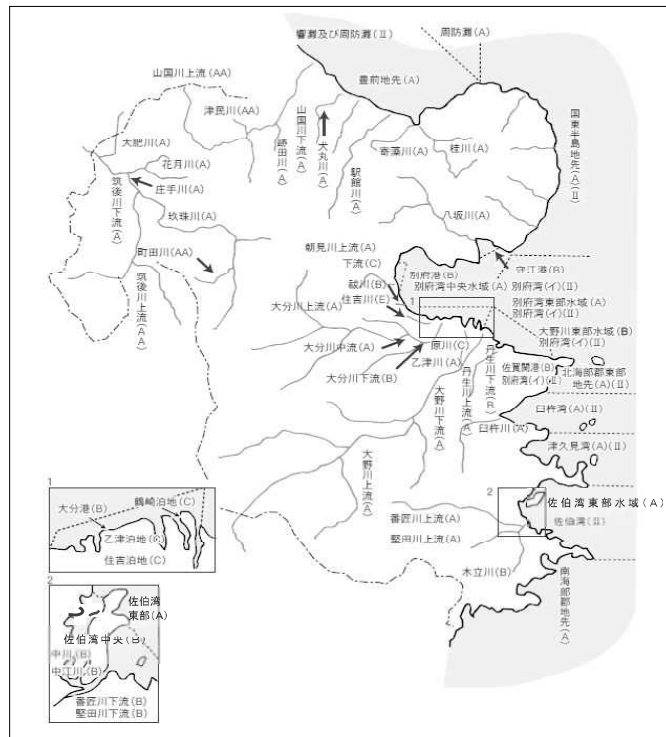 響灘及び周防灘(Ⅱ)
周防灘(A)
豊前地先(A)
山国川上流(AA)
津民川(AA)
山国川下流(A)
跡田川(A)
犬丸川(A)
駅館川(A)
寄藻川(A)
桂川(A)
国東半島地先(A)(Ⅱ)
大肥川(A)
花月川(A)
庄手川(A)
筑後川下流(A)
玖珠川(A)
八坂川(A)
町田川(AA)
筑後川上流(AA)
朝見川上流(A)
下流(C)
守江港(B)
別府港(B)
別府湾中央水域(A) 別府湾(イ)(Ⅱ)
祓川(B)
住吉川(E)
1
別府湾東部水域(A)
別府湾(イ)(Ⅱ)
大分川上流(A)
大野川東部水域(B)
別府湾(イ)(Ⅱ)
大分川中流(A)
原川(C)
乙津川(A)
大分川下流(B)
丹生川下流(B)
丹生川上流(A)
佐賀関港(B)
別府湾(イ)(Ⅱ)
北海部郡東部
地先(A)(Ⅱ)
大野川下流(A)
臼杵湾(A)(Ⅱ)
臼杵川(A)
津久見湾(A)(Ⅱ)
大野川上流(A)
2
佐伯湾東部水域(A)
佐伯湾(Ⅱ)
番匠川上流(A)
堅田川上流(A)
木立川(B)
南海部郡地先(A)
1
鶴崎泊地(C)
大分港(B)
乙津泊地(C)
住吉泊地(C)
2
佐伯湾
東部(A)
佐伯湾中央(B)
中川(B)
中江川(B)
番匠川下流(B)
堅田川下流(B)